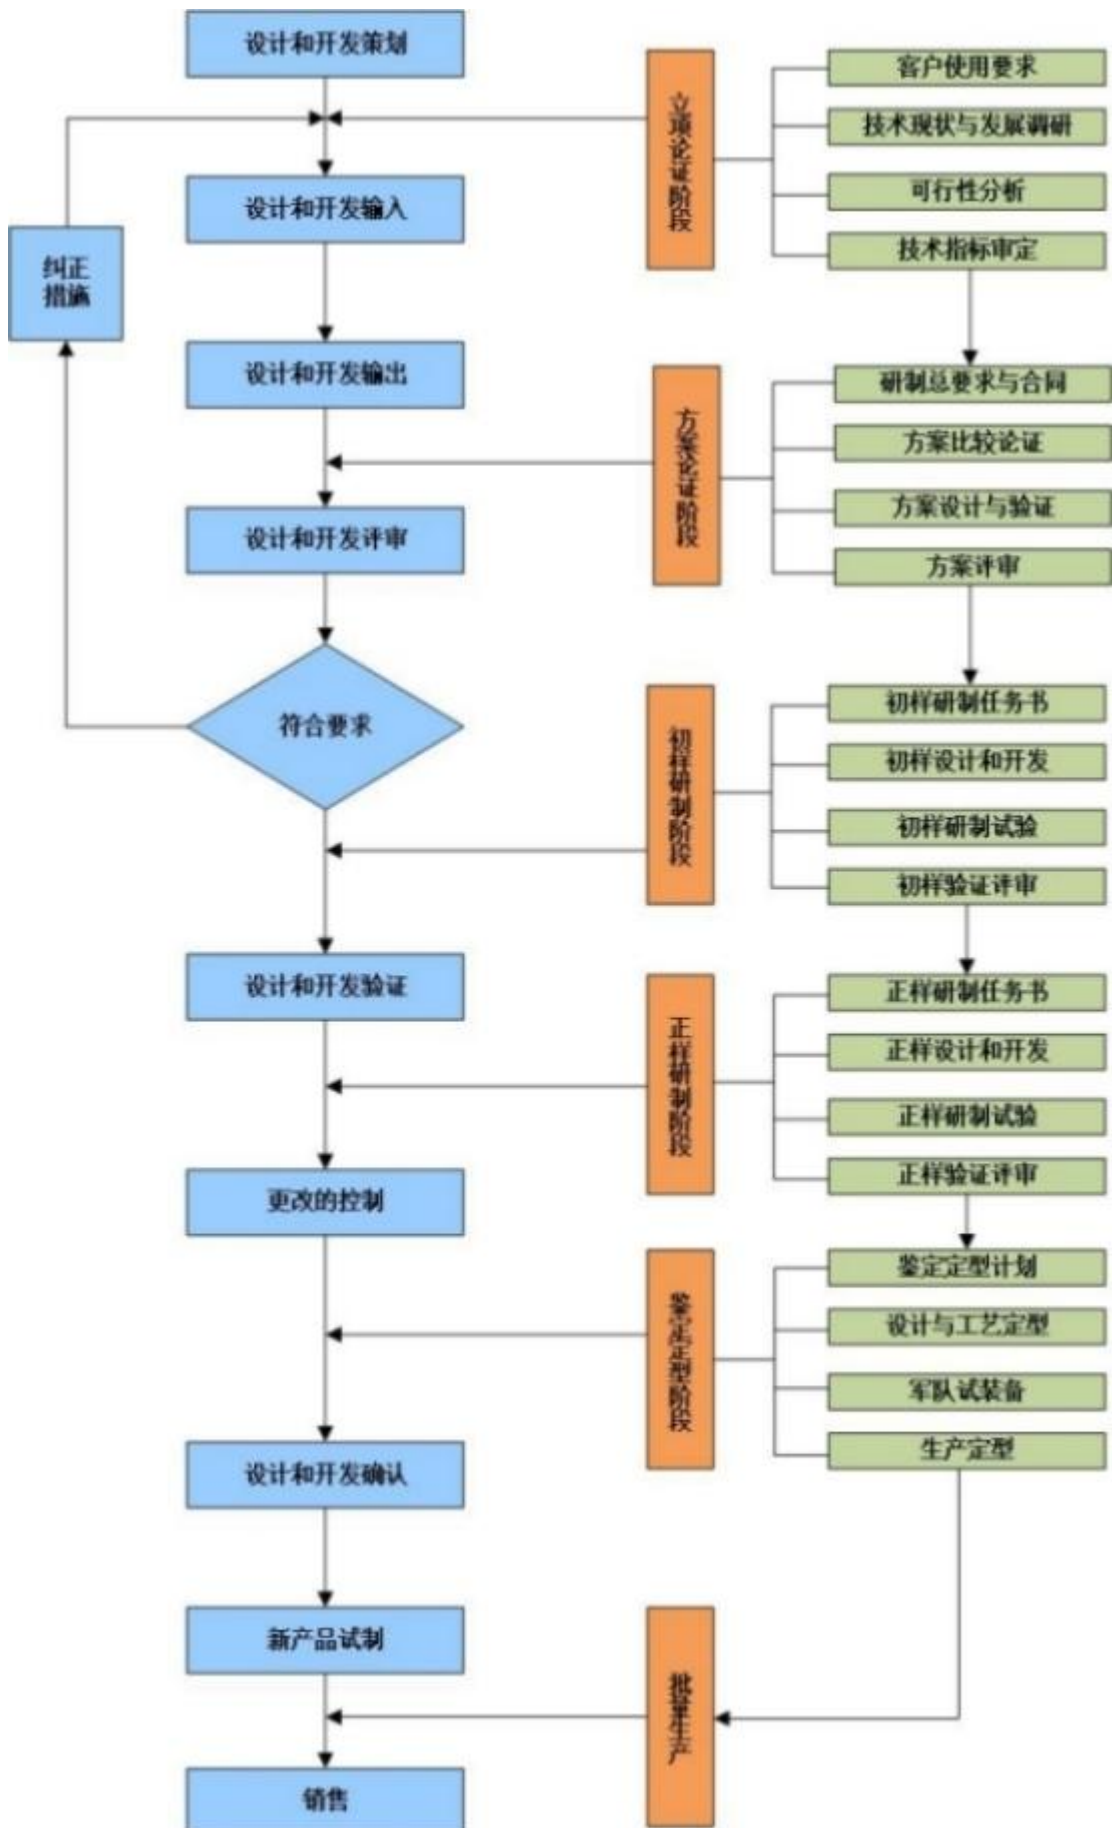 设计和开发策划
设计和开发输入
纠正
措施
设计和开发输出
设计和开发评审
符合要求
设计和开发验证
更改的控制
设计和开发确认
新产品试制
销售
立项论证阶段
方案论证阶段
初样研制阶段
正样研制阶段
鉴定定型阶段
批量生产
客户使用要求
技术现状与发展调研
可行性分析
技术指标审定
研制总要求与合同
方案比较论证
方案设计与验证
方案评审
初样研制任务书
初样设计和开发
初样研制试验
初样验证评审
正样研制任务书
正样设计和开发
正样研制试验
正样验证评审
鉴定定型计划
设计与工艺定型
军队试装备
生产定型